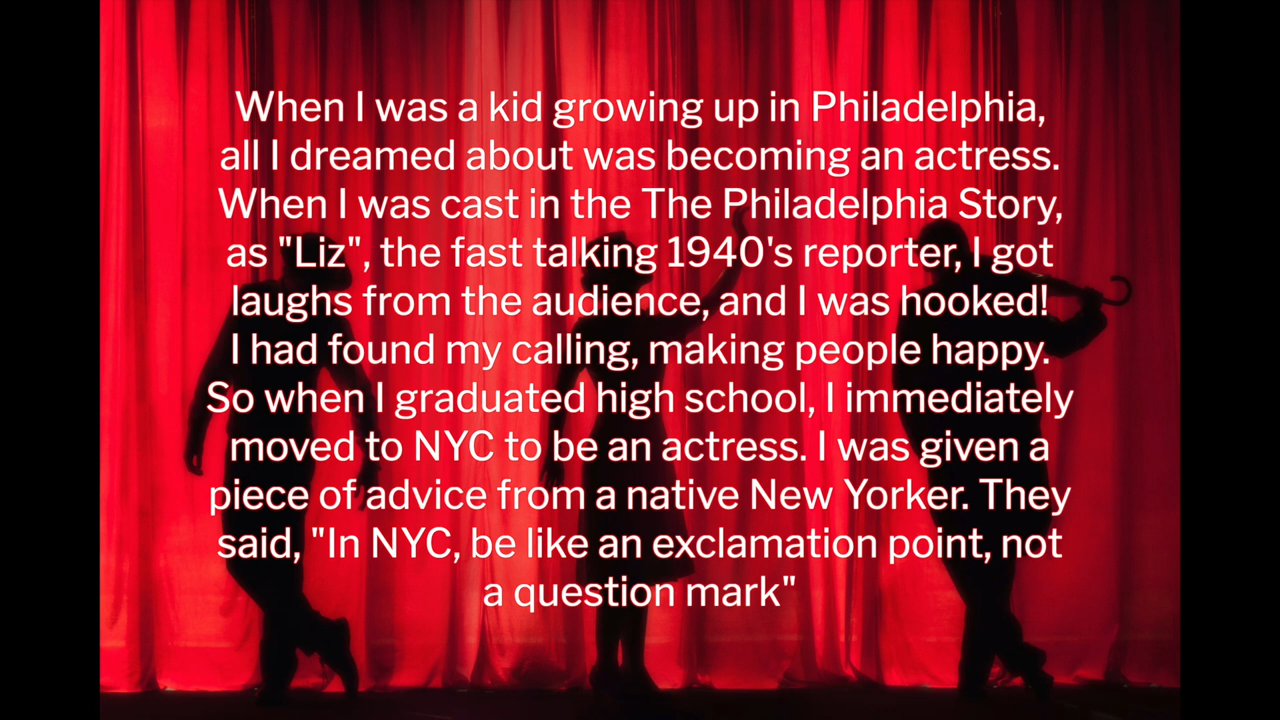 When I was a kid growing up in Philadelphia,
all I dreamed about was becoming an actress.
When I was cast in the The Philadelphia Story,
as "Liz", the fast talking 1940's reporter, I got
laughs from the audience, and I was hooked!
I had found my calling, making people happy.
So when I graduated high school, I immediately
moved to NYC to be an actress. I was given a
piece of advice from a native New Yorker. They
said, "In NYC, be like an exclamation point, not
a question mark"